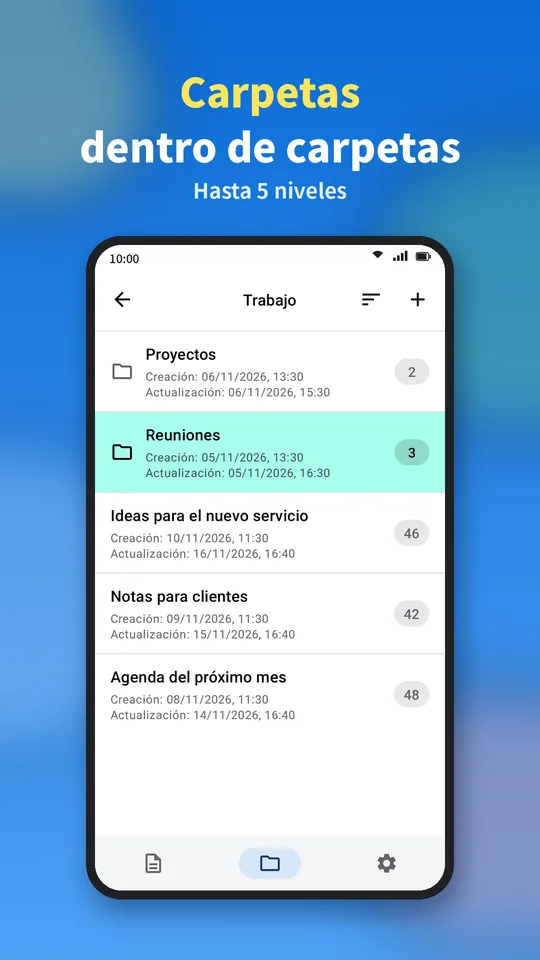 Carpetas
dentro de carpetas
Hasta 5 niveles
10:00
Trabajo
Proyectos
Creación: 06/11/2026, 13:30
Actualización: 06/11/2026, 15:30
2
Reuniones
Creación: 05/11/2026, 13:30
Actualización: 05/11/2026, 16:30
3
Ideas para el nuevo servicio
Creación: 10/11/2026, 11:30
Actualización: 16/11/2026, 16:40
46
Notas para clientes
Creación: 09/11/2026, 11:30
Actualización: 15/11/2026, 16:40
42
Agenda del próximo mes
Creación: 08/11/2026, 11:30
Actualización: 14/11/2026, 16:40
48